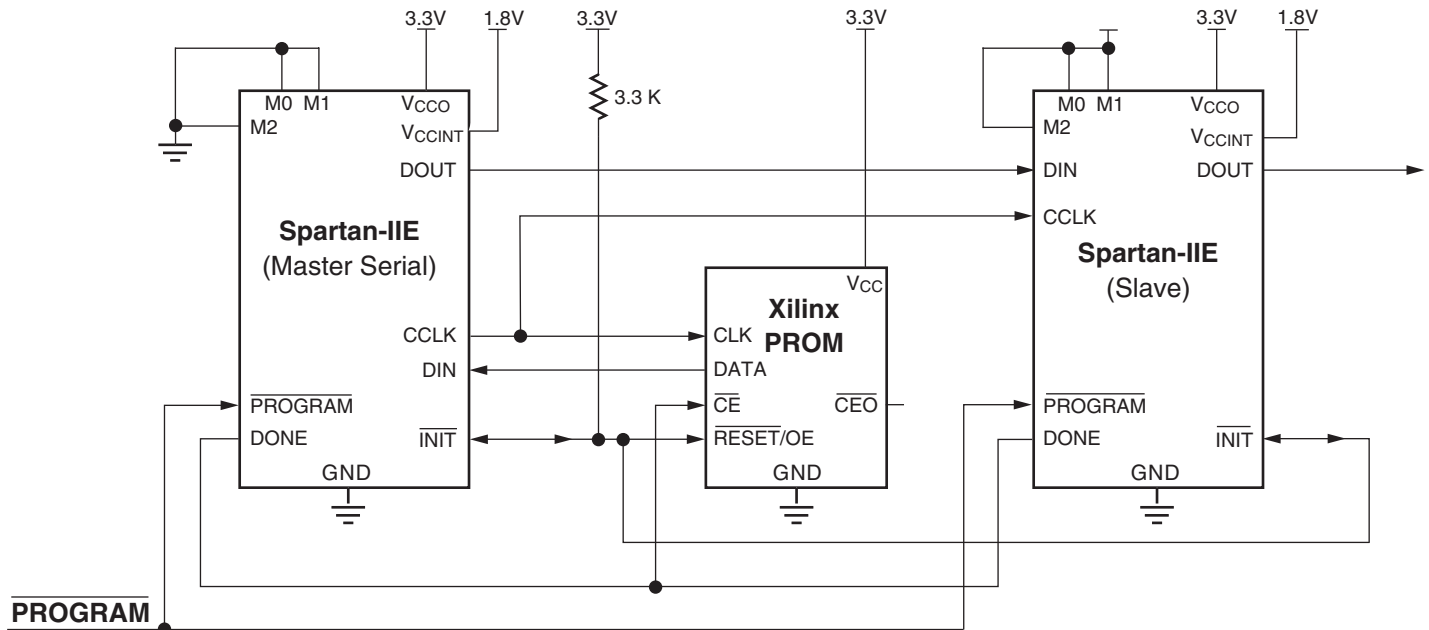 3.3V 1.8V 3.3V 3.3V 3.3V 1.8V
M0 M1 VCCO
M2
VCCINT
DOUT
Spartan-IIE
(Master Serial)
CCLK
DIN
PROGRAM
DONE INIT
GND
3.3 K
VCC
Xilinx
PROM
CLK
DATA
CE CEO
RESET/OE
GND
M0 M1 VCCO
M2
VCCINT
DIN DOUT
CCLK
Spartan-IIE
(Slave)
PROGRAM
DONE INIT
GND
PROGRAM